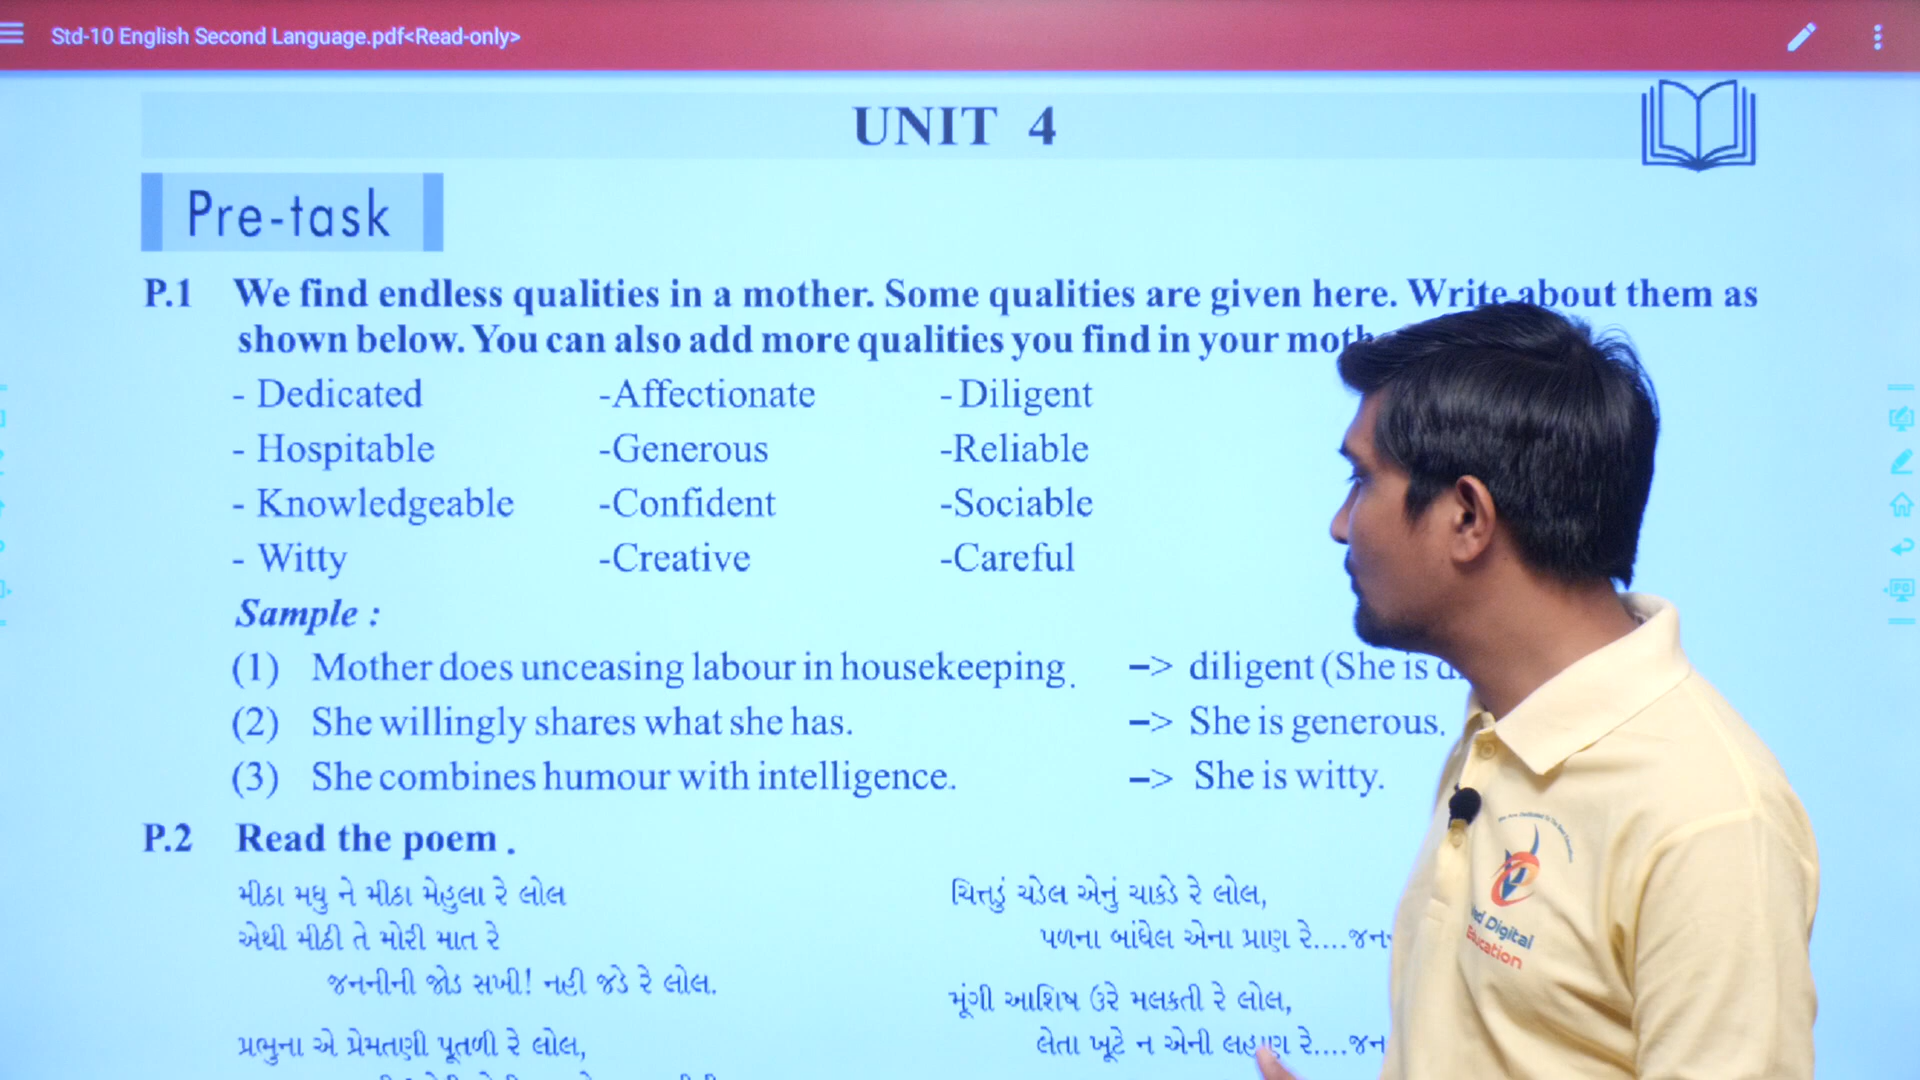 Std-10 English Second Language.pdf<Read-only>
UNIT 4
Pre-task
P.1 We find endless qualities in a mother. Some qualities are given here. Write about them as
shown below. You can also add more qualities you find in your
- Dedicated -Affectionate - Diligent
- Hospitable -Generous -Reliable
- Knowledgeable -Confident -Sociable
- Witty -Creative -Careful
Sample :
(1) Mother does unceasing labour in housekeeping. –> diligent (She is
(2) She willingly shares what she has. –> She is generous.
(3) She combines humour with intelligence. –> She is witty.
P.2 Read the poem .
મીઠા મધુ ને મીઠા મેહુલા રે લોલ
એથી મીઠી તે મોરી માત રે
જનનીની જોડ સખી! નહી જડે રે લોલ.
પ્રભુના એ પ્રેમતણી પૂતળી રે લોલ,
ચિત્તડું ચડેલ એનું ચાકડે રે લોલ,
પળના બાંધેલ એના પ્રાણ રે....
મૂંગી આશિષ ઉરે મલકતી રે લોલ,
લેતા ખૂટે ન એની લહાણ રે....
Digital
Education